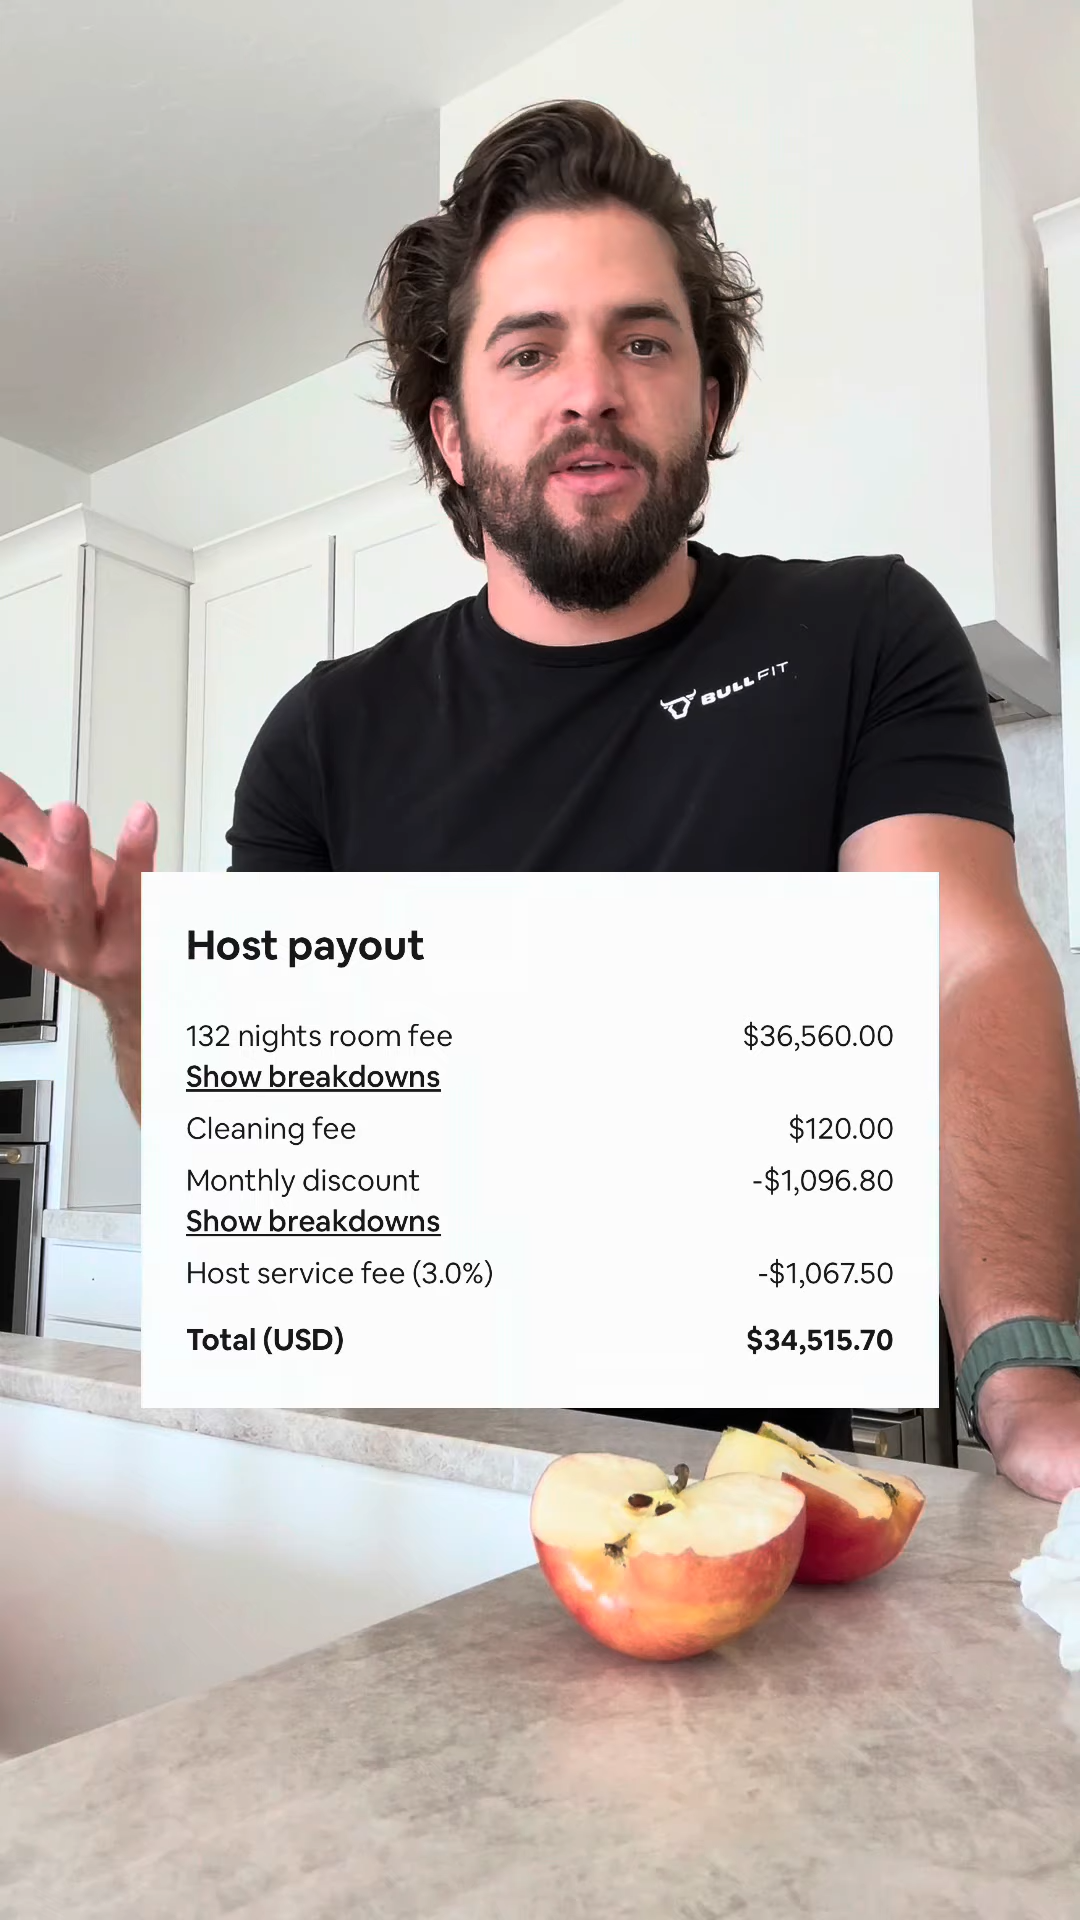 BULLFIT
Host payout
132 nights room fee $36,560.00
Show breakdowns
Cleaning fee $120.00
Monthly discount -$1,096.80
Show breakdowns
Host service fee (3.0%) -$1,067.50
Total (USD) $34,515.70